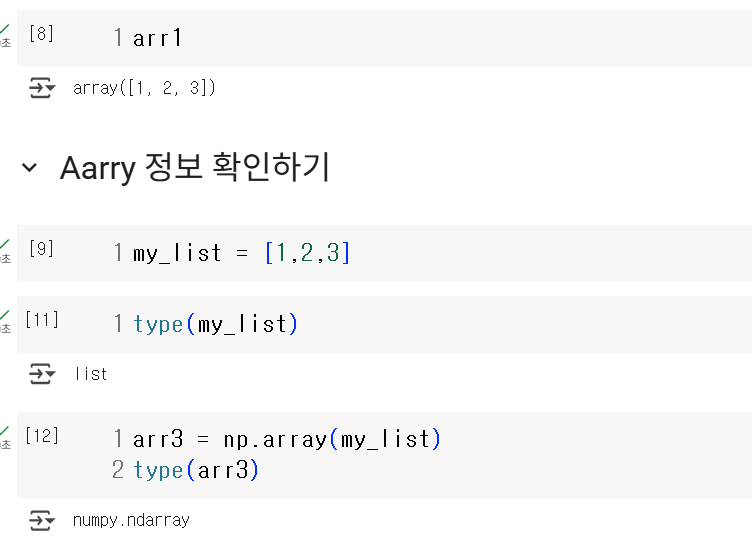 [8] 1 arr1
초
array([1, 2, 3])
Aarry 정보 확인하기
[9] 1 my_list = [1,2,3]
초
[11] 1 type(my_list)
초
list
[12] 1 arr3 = np.array(my_list)
초
2 type(arr3)
numpy.ndarray